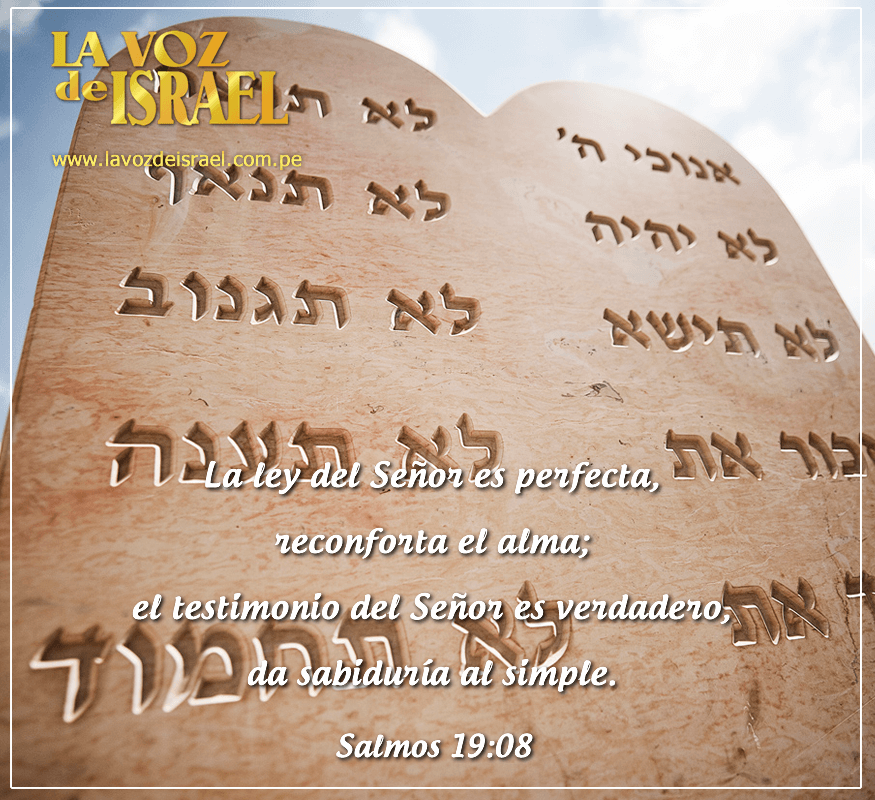 LA VOZ
de ISRAEL
www.lavozdeisrael.com.pe
אנוכי ה'
לא יהיה
לא תישא
כור את
את
לא
לא תנאף
לא תגנוב
לא תענה
לא תחמוד
La ley del Señor es perfecta,
reconforta el alma;
el testimonio del Señor es verdadero,
da sabiduría al simple.
Salmos 19:08